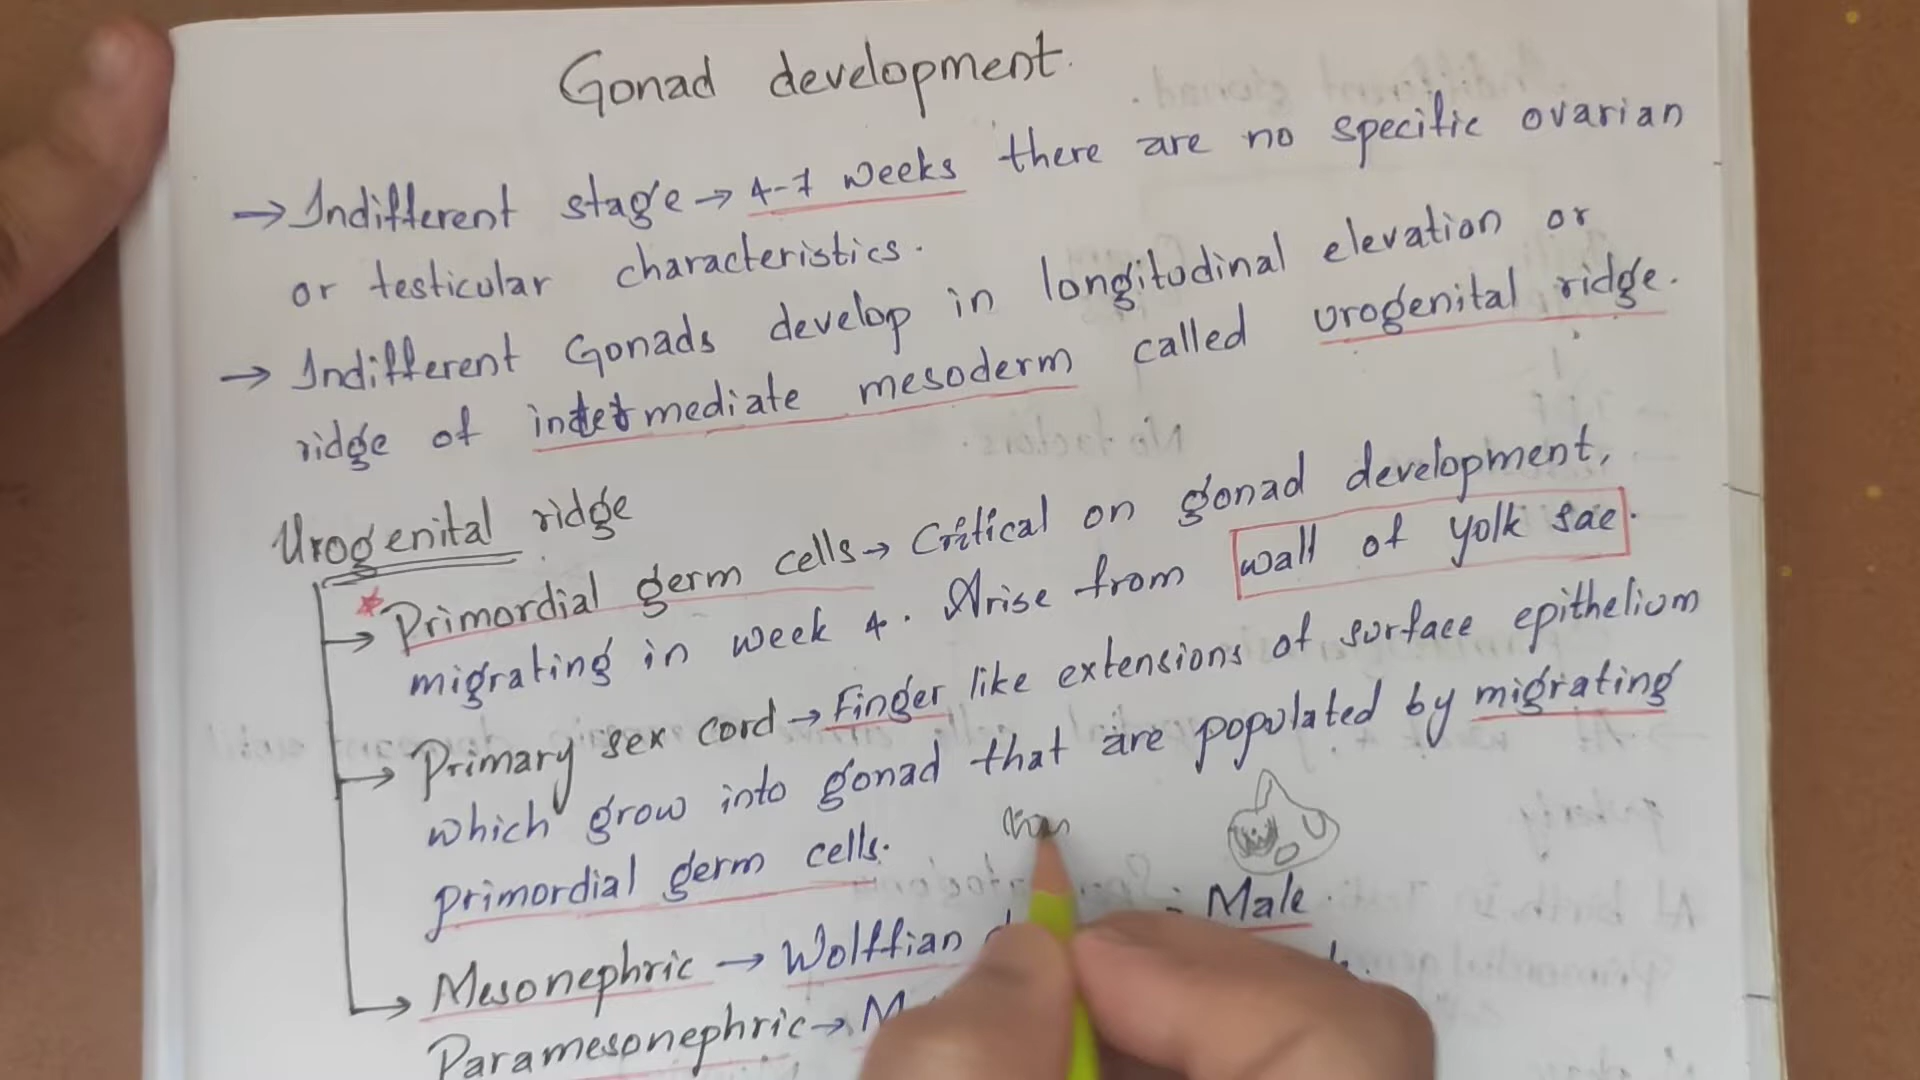 Gonad development.
→ Indifferent stage → 4-7 weeks there are no specific ovarian
or testicular characteristics.
→ Indifferent Gonads develop in longitudinal elevation or
ridge of intermediate mesoderm called urogenital ridge.
Urogenital ridge
* → Primordial germ cells → Critical on gonad development,
migrating in week 4. Arise from wall of yolk sac.
→ Primary sex cord → Finger like extensions of surface epithelium
which grow into gonad that are populated by migrating
primordial germ cells.
→ Mesonephric → Wolffian : Male
Paramesonephric →